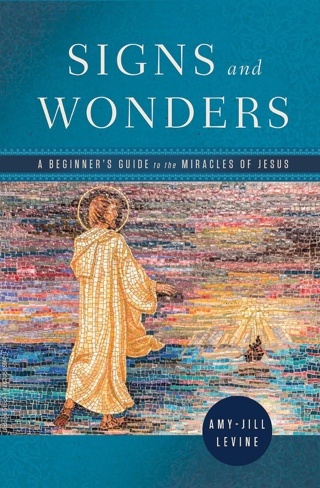 SIGNS and
WONDERS
A BEGINNER'S GUIDE to the MIRACLES OF JESUS
AMY-JILL
LEVINE